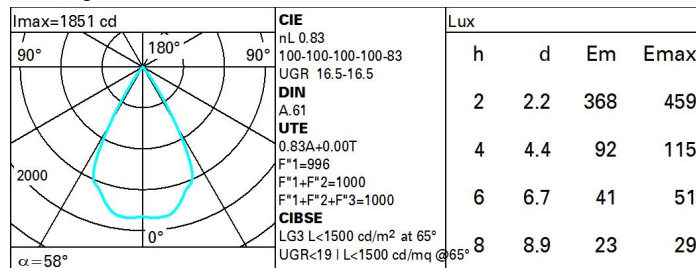 Imax=1851 cd
90° 180° 90°
2000
0°
α=58°
CIE
nL 0.83
100-100-100-100-83
UGR 16.5-16.5
DIN
A.61
UTE
0.83A+0.00T
F"1=996
F"1+F"2=1000
F"1+F"2+F"3=1000
CIBSE
LG3 L<1500 cd/m² at 65°
UGR<19 | L<1500 cd/mq @65°
Lux
h d Em Emax
2 2.2 368 459
4 4.4 92 115
6 6.7 41 51
8 8.9 23 29